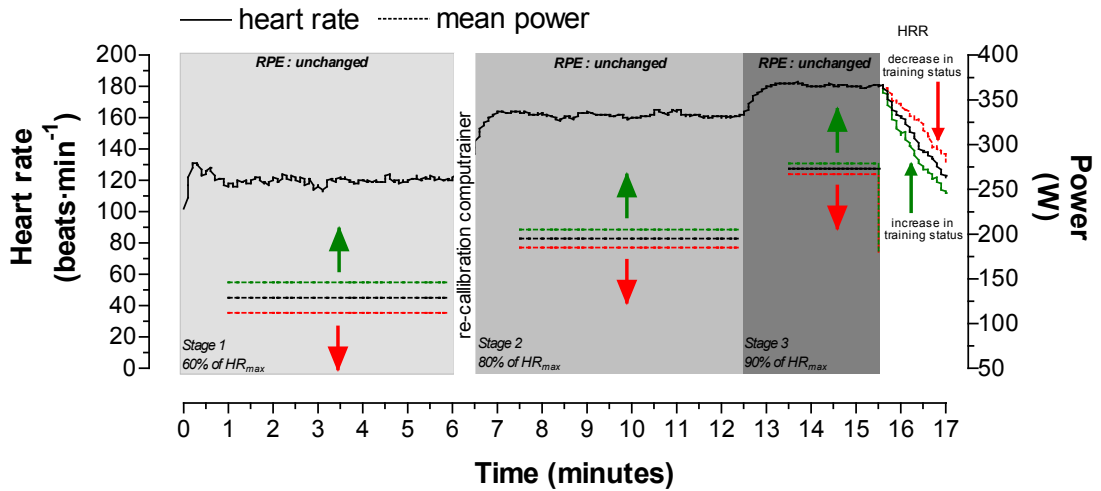 heart rate mean power
HRR
200
180
160
140
120
100
80
60
40
20
0
Heart rate
(beats·min⁻¹)
RPE : unchanged
Stage 1
60% of HRmax
re-callibration computrainer
RPE : unchanged
Stage 2
80% of HRmax
RPE : unchanged
Stage 3
90% of HRmax
decrease in
training status
increase in
training status
400
350
300
250
200
150
100
50
Power
(W)
0 1 2 3 4 5 6 7 8 9 10 11 12 13 14 15 16 17
Time (minutes)